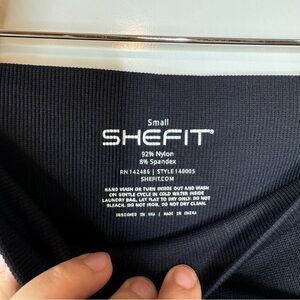 Small
SHEFIT®
92% Nylon
8% Spandex
RN 142486 | STYLE 140005
SHEFIT.COM
HAND WASH OR TURN INSIDE OUT AND WASH
ON GENTLE CYCLE IN COLD WATER INSIDE
LAUNDRY BAG, LAY FLAT TO DRY ONLY. DO NOT
BLEACH. DO NOT IRON. DO NOT DRY CLEAN.
DESIGNED IN USA | MADE IN CHINA